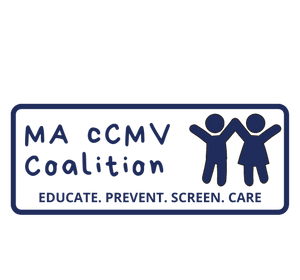 MA cCMV
Coalition
EDUCATE. PREVENT. SCREEN. CARE